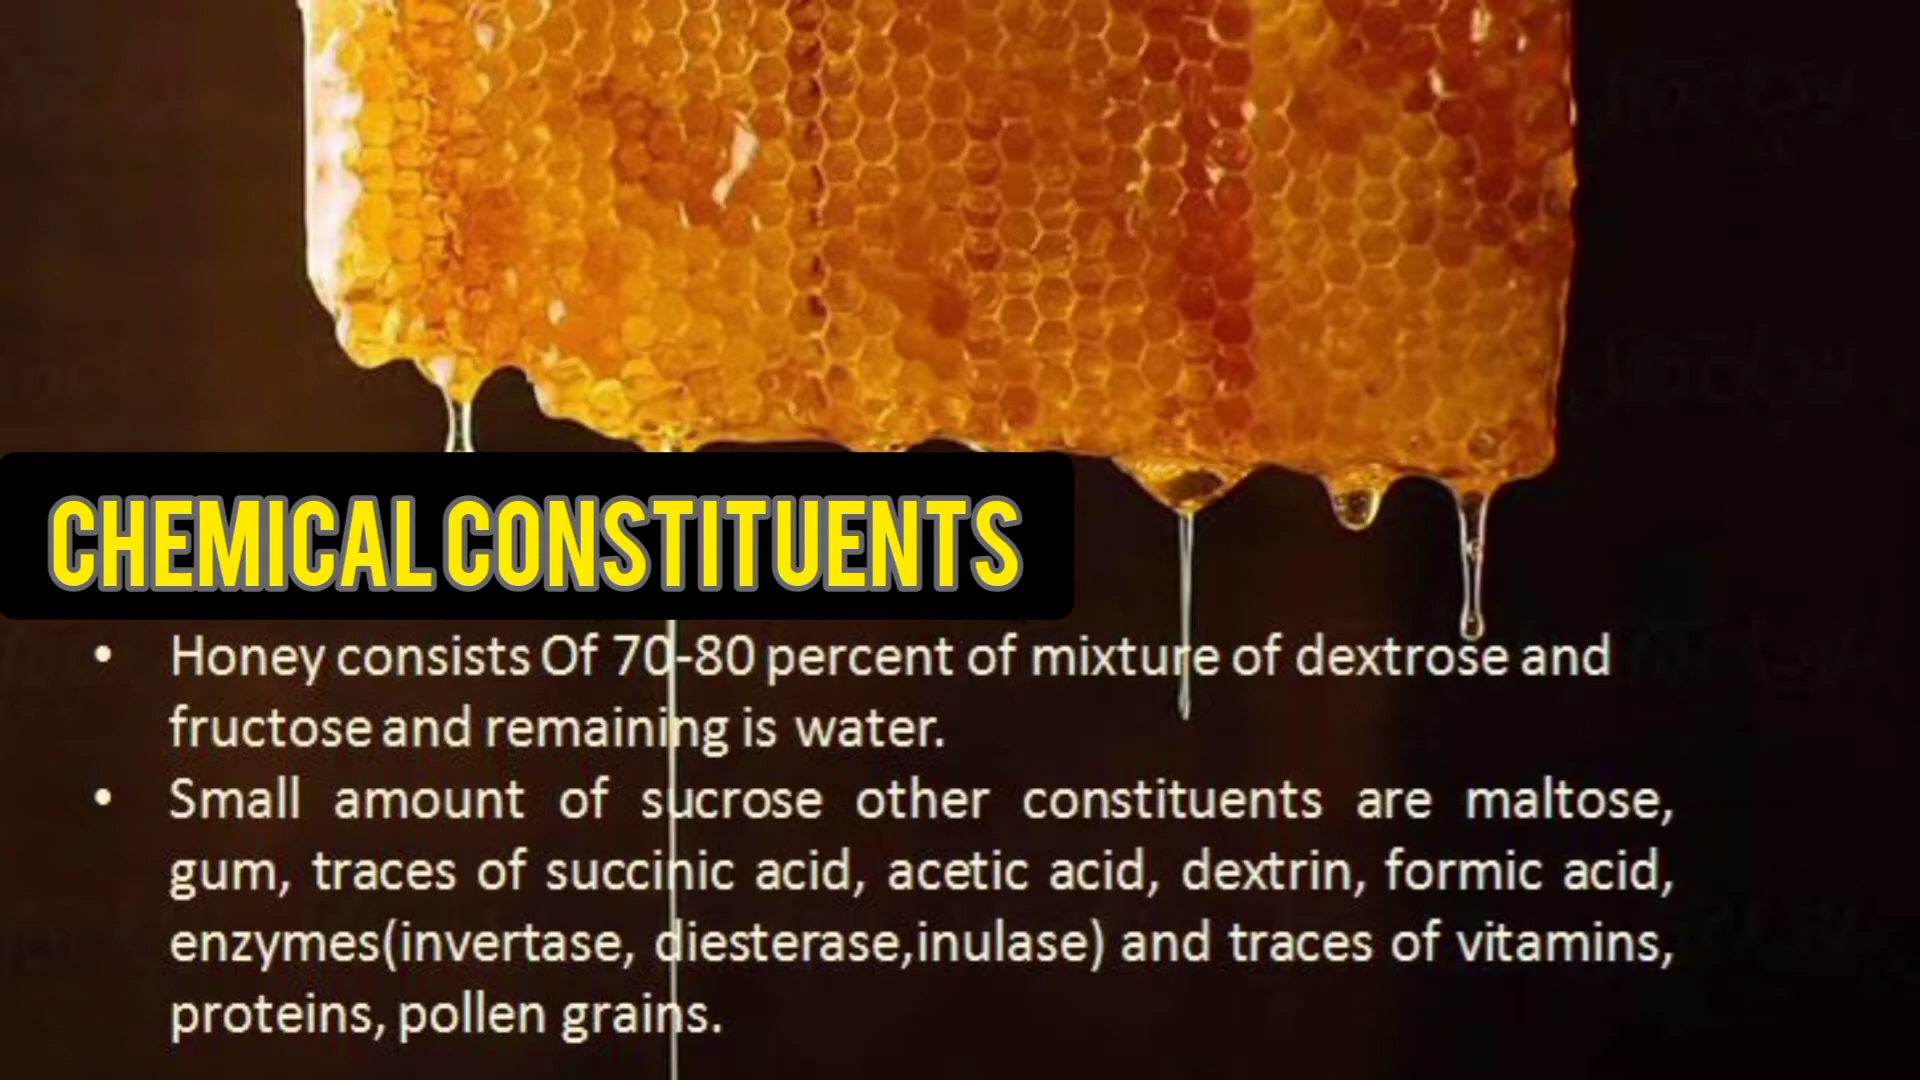 CHEMICAL CONSTITUENTS
• Honey consists Of 70-80 percent of mixture of dextrose and
fructose and remaining is water.
• Small amount of sucrose other constituents are maltose,
gum, traces of succinic acid, acetic acid, dextrin, formic acid,
enzymes(invertase, diesterase,inulase) and traces of vitamins,
proteins, pollen grains.